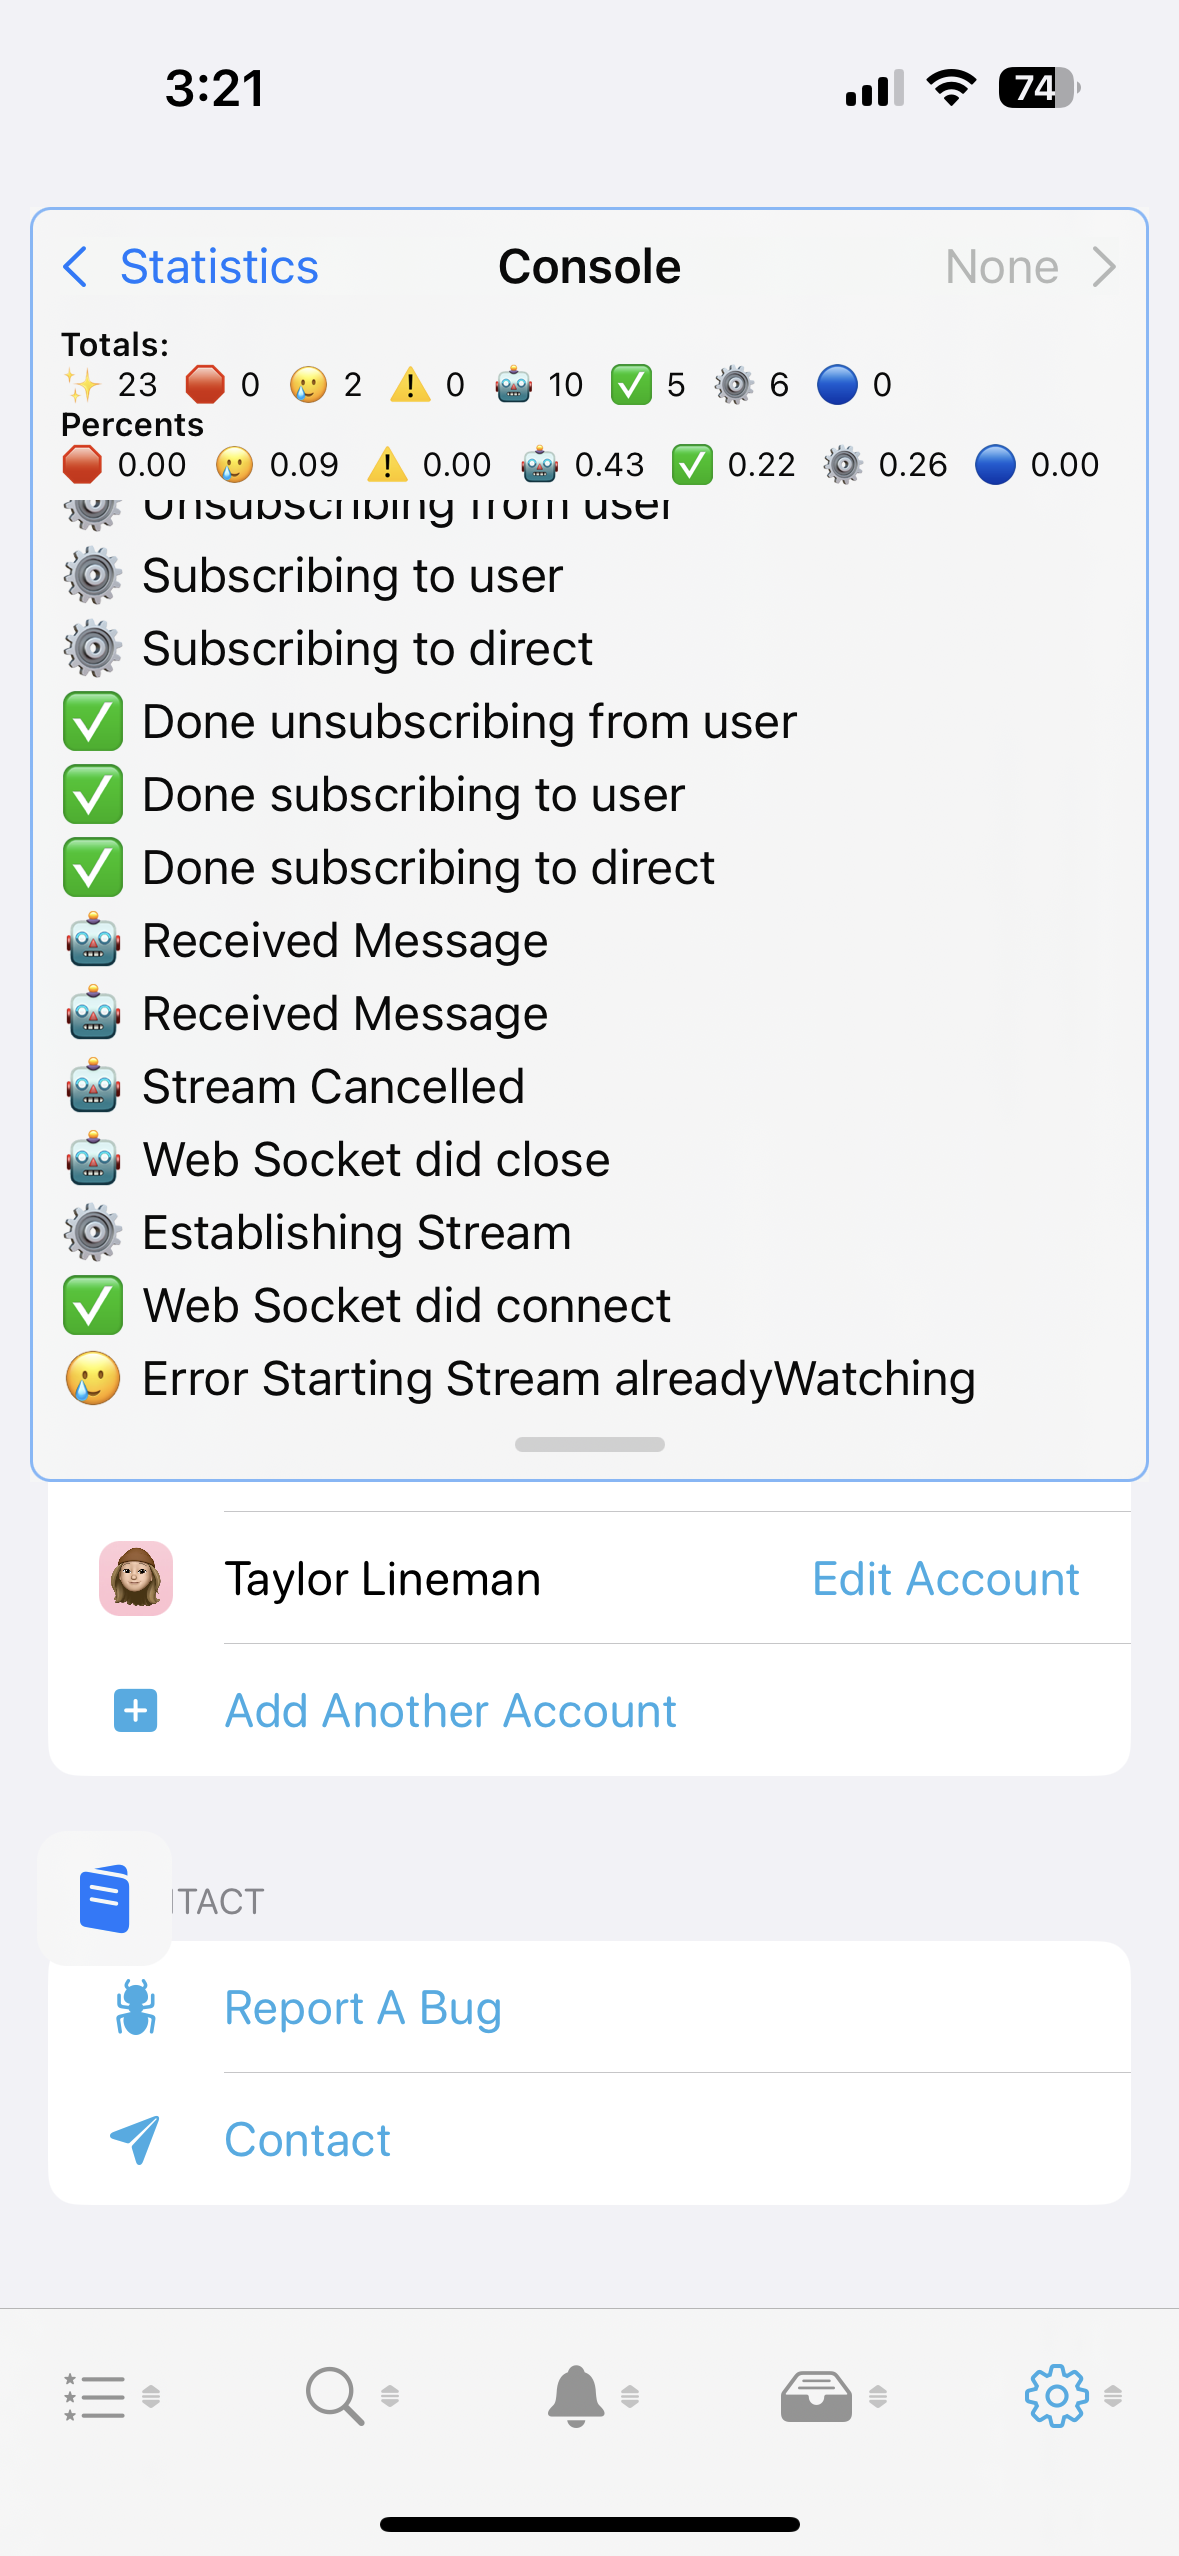 3:21
74
Statistics
Console
None
Totals:
✨ 23 🛑 0 🥲 2 ⚠️ 0 🤖 10 ✅ 5 ⚙️ 6 🔵 0
Percents
🛑 0.00 🥲 0.09 ⚠️ 0.00 🤖 0.43 ✅ 0.22 ⚙️ 0.26 🔵 0.00
⚙️ Unsubscribing from user
⚙️ Subscribing to user
⚙️ Subscribing to direct
✅ Done unsubscribing from user
✅ Done subscribing to user
✅ Done subscribing to direct
🤖 Received Message
🤖 Received Message
🤖 Stream Cancelled
🤖 Web Socket did close
⚙️ Establishing Stream
✅ Web Socket did connect
🥲 Error Starting Stream alreadyWatching
Taylor Lineman
Edit Account
Add Another Account
TACT
Report A Bug
Contact